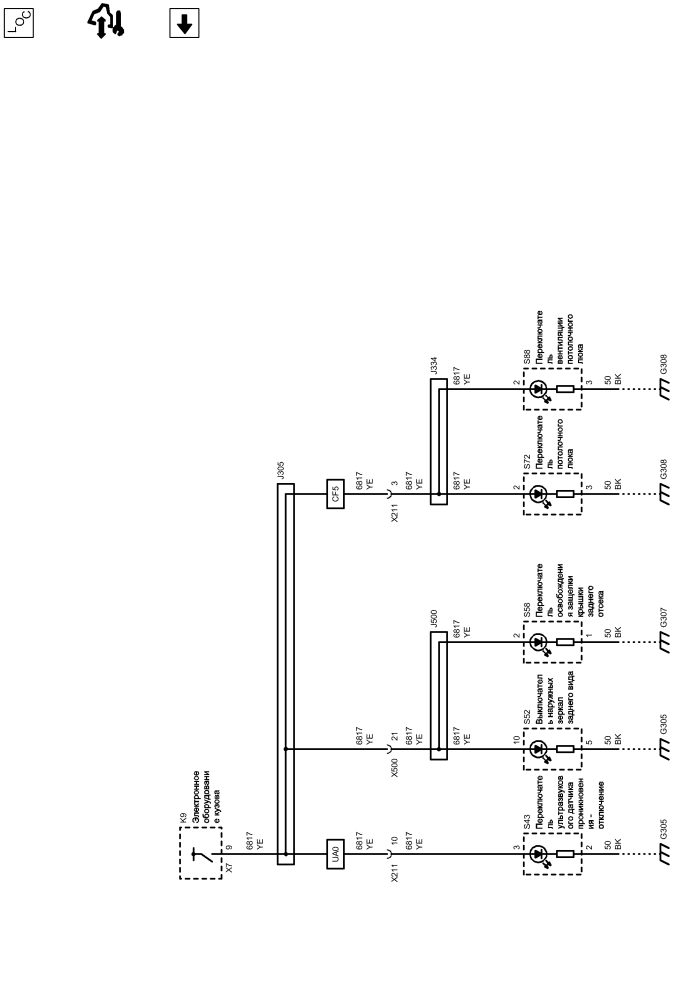 LOC
K9
Электронное
оборудовани
е кузова
X7
9
6817
YE
J305
UA0
CF5
6817
YE
X211
10
6817
YE
X500
21
6817
YE
6817
YE
X211
3
6817
YE
J500
6817
YE
6817
YE
J334
6817
YE
6817
YE
S43
Переключате
ль
ультразвуков
ого датчика
проникновен
ия -
отключение
3
2
50
BK
G305
S52
Выключател
ь наружных
зеркал
заднего вида
10
5
50
BK
G305
S58
Переключате
ль
освобождени
я защелки
крышки
заднего
отсека
2
1
50
BK
G307
S72
Переключате
ль
потолочного
люка
2
3
50
BK
G308
S88
Переключате
ль
вентиляции
потолочного
люка
2
3
50
BK
G308